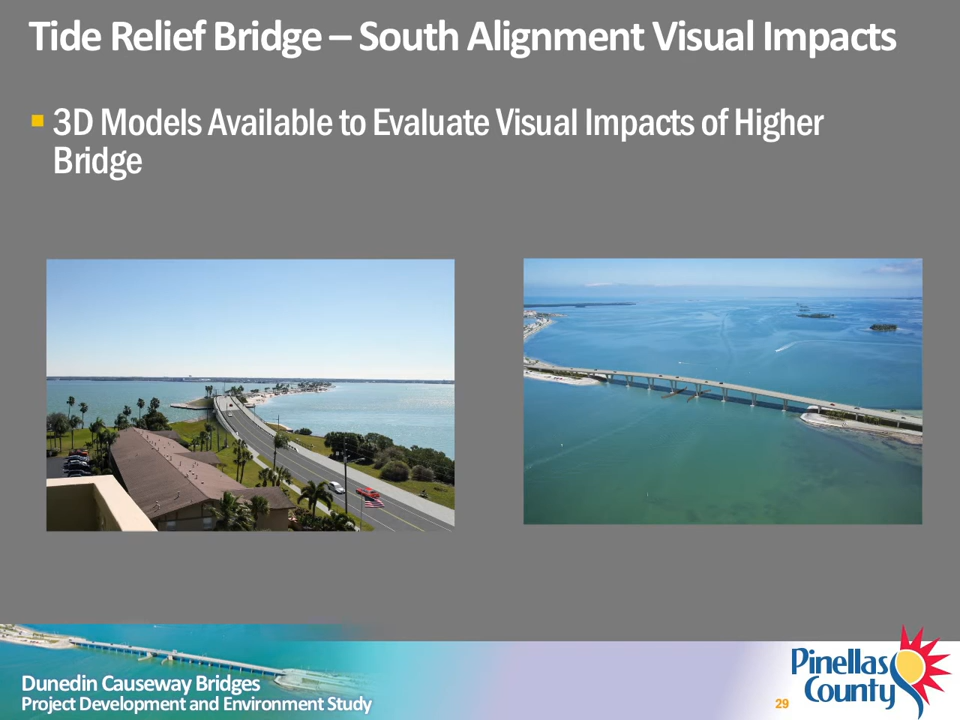 Tide Relief Bridge – South Alignment Visual Impacts
▪ 3D Models Available to Evaluate Visual Impacts of Higher
Bridge
Dunedin Causeway Bridges
Project Development and Environment Study
29
Pinellas
County